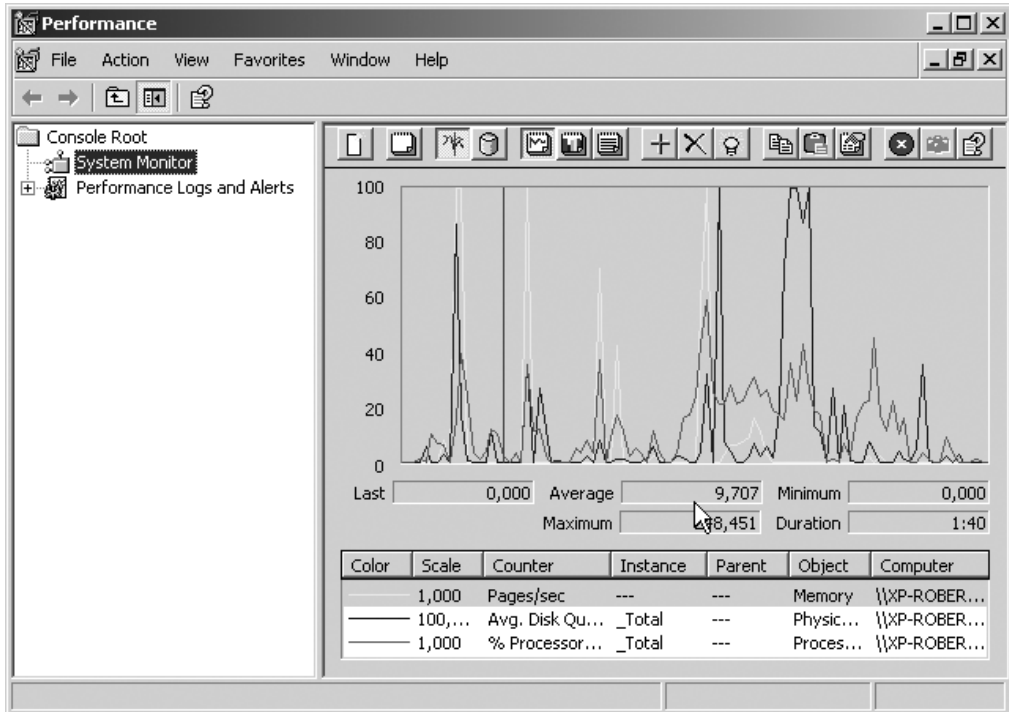 Performance
File Action View Favorites Window Help
Console Root
System Monitor
Performance Logs and Alerts
100
80
60
40
20
0
Last 0,000 Average 9,707 Minimum 0,000
Maximum 8,451 Duration 1:40
Color Scale Counter Instance Parent Object Computer
1,000 Pages/sec --- --- Memory \\XP-ROBER...
100,... Avg. Disk Qu... _Total --- Physic... \\XP-ROBER...
1,000 % Processor... _Total --- Proces... \\XP-ROBER...